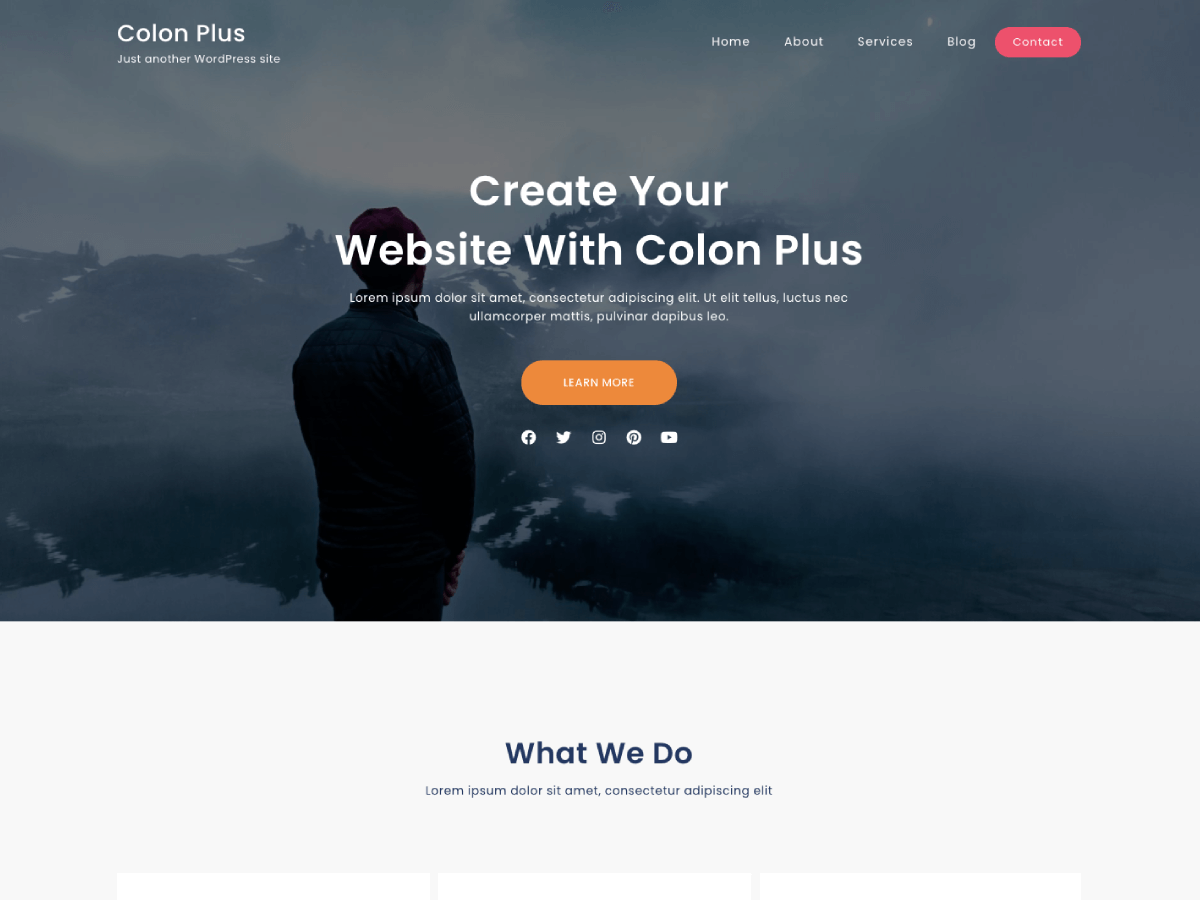 Colon Plus
Just another WordPress site
Home About Services Blog Contact
Create Your
Website With Colon Plus
Lorem ipsum dolor sit amet, consectetur adipiscing elit. Ut elit tellus, luctus nec
ullamcorper mattis, pulvinar dapibus leo.
LEARN MORE
What We Do
Lorem ipsum dolor sit amet, consectetur adipiscing elit